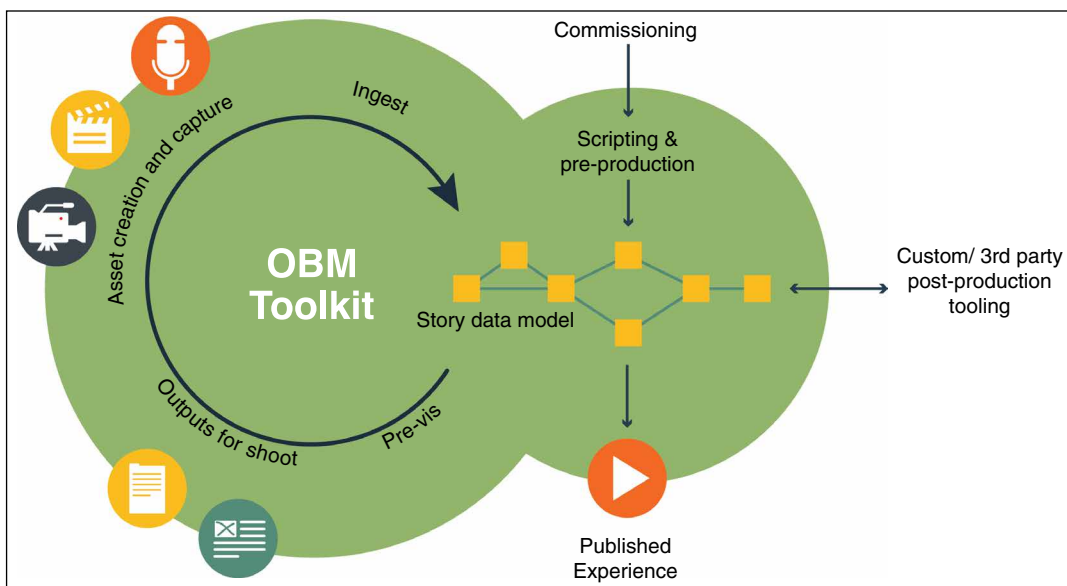 Commissioning
Scripting &
pre-production
Ingest
Asset creation and capture
OBM
Toolkit
Story data model
Custom/ 3rd party
post-production
tooling
Outputs for shoot
Pre-vis
Published
Experience